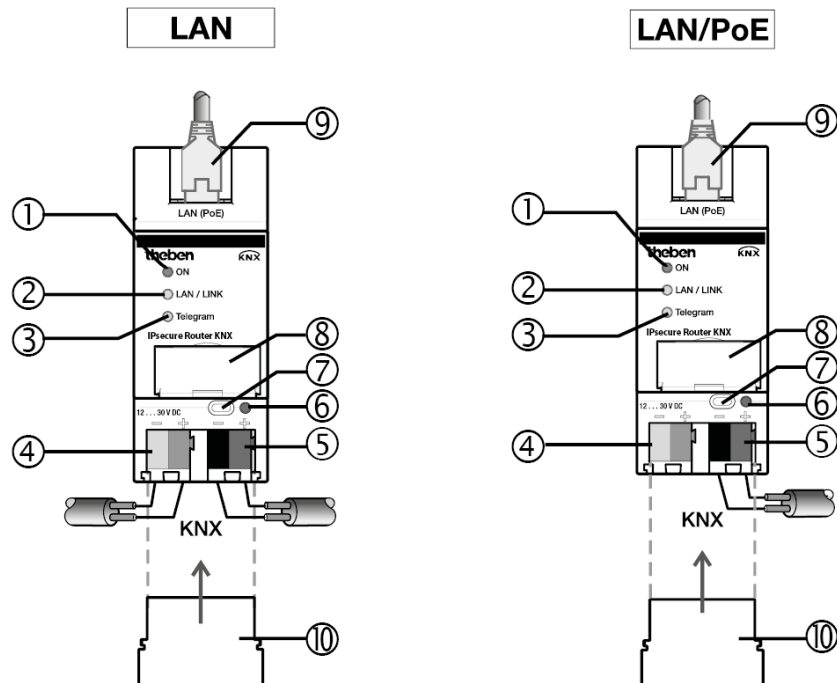 LAN
LAN/PoE
⑨
LAN (PoE)
①
theben KNX
ON
②
LAN / LINK
③
Telegram
IPsecure Router KNX
⑧
⑦
12 ... 30 V DC
⑥
− + − +
④
⑤
KNX
⑩
⑨
LAN (PoE)
①
theben KNX
ON
②
LAN / LINK
③
Telegram
IPsecure Router KNX
⑧
⑦
12 ... 30 V DC
⑥
− + − +
④
⑤
KNX
⑩